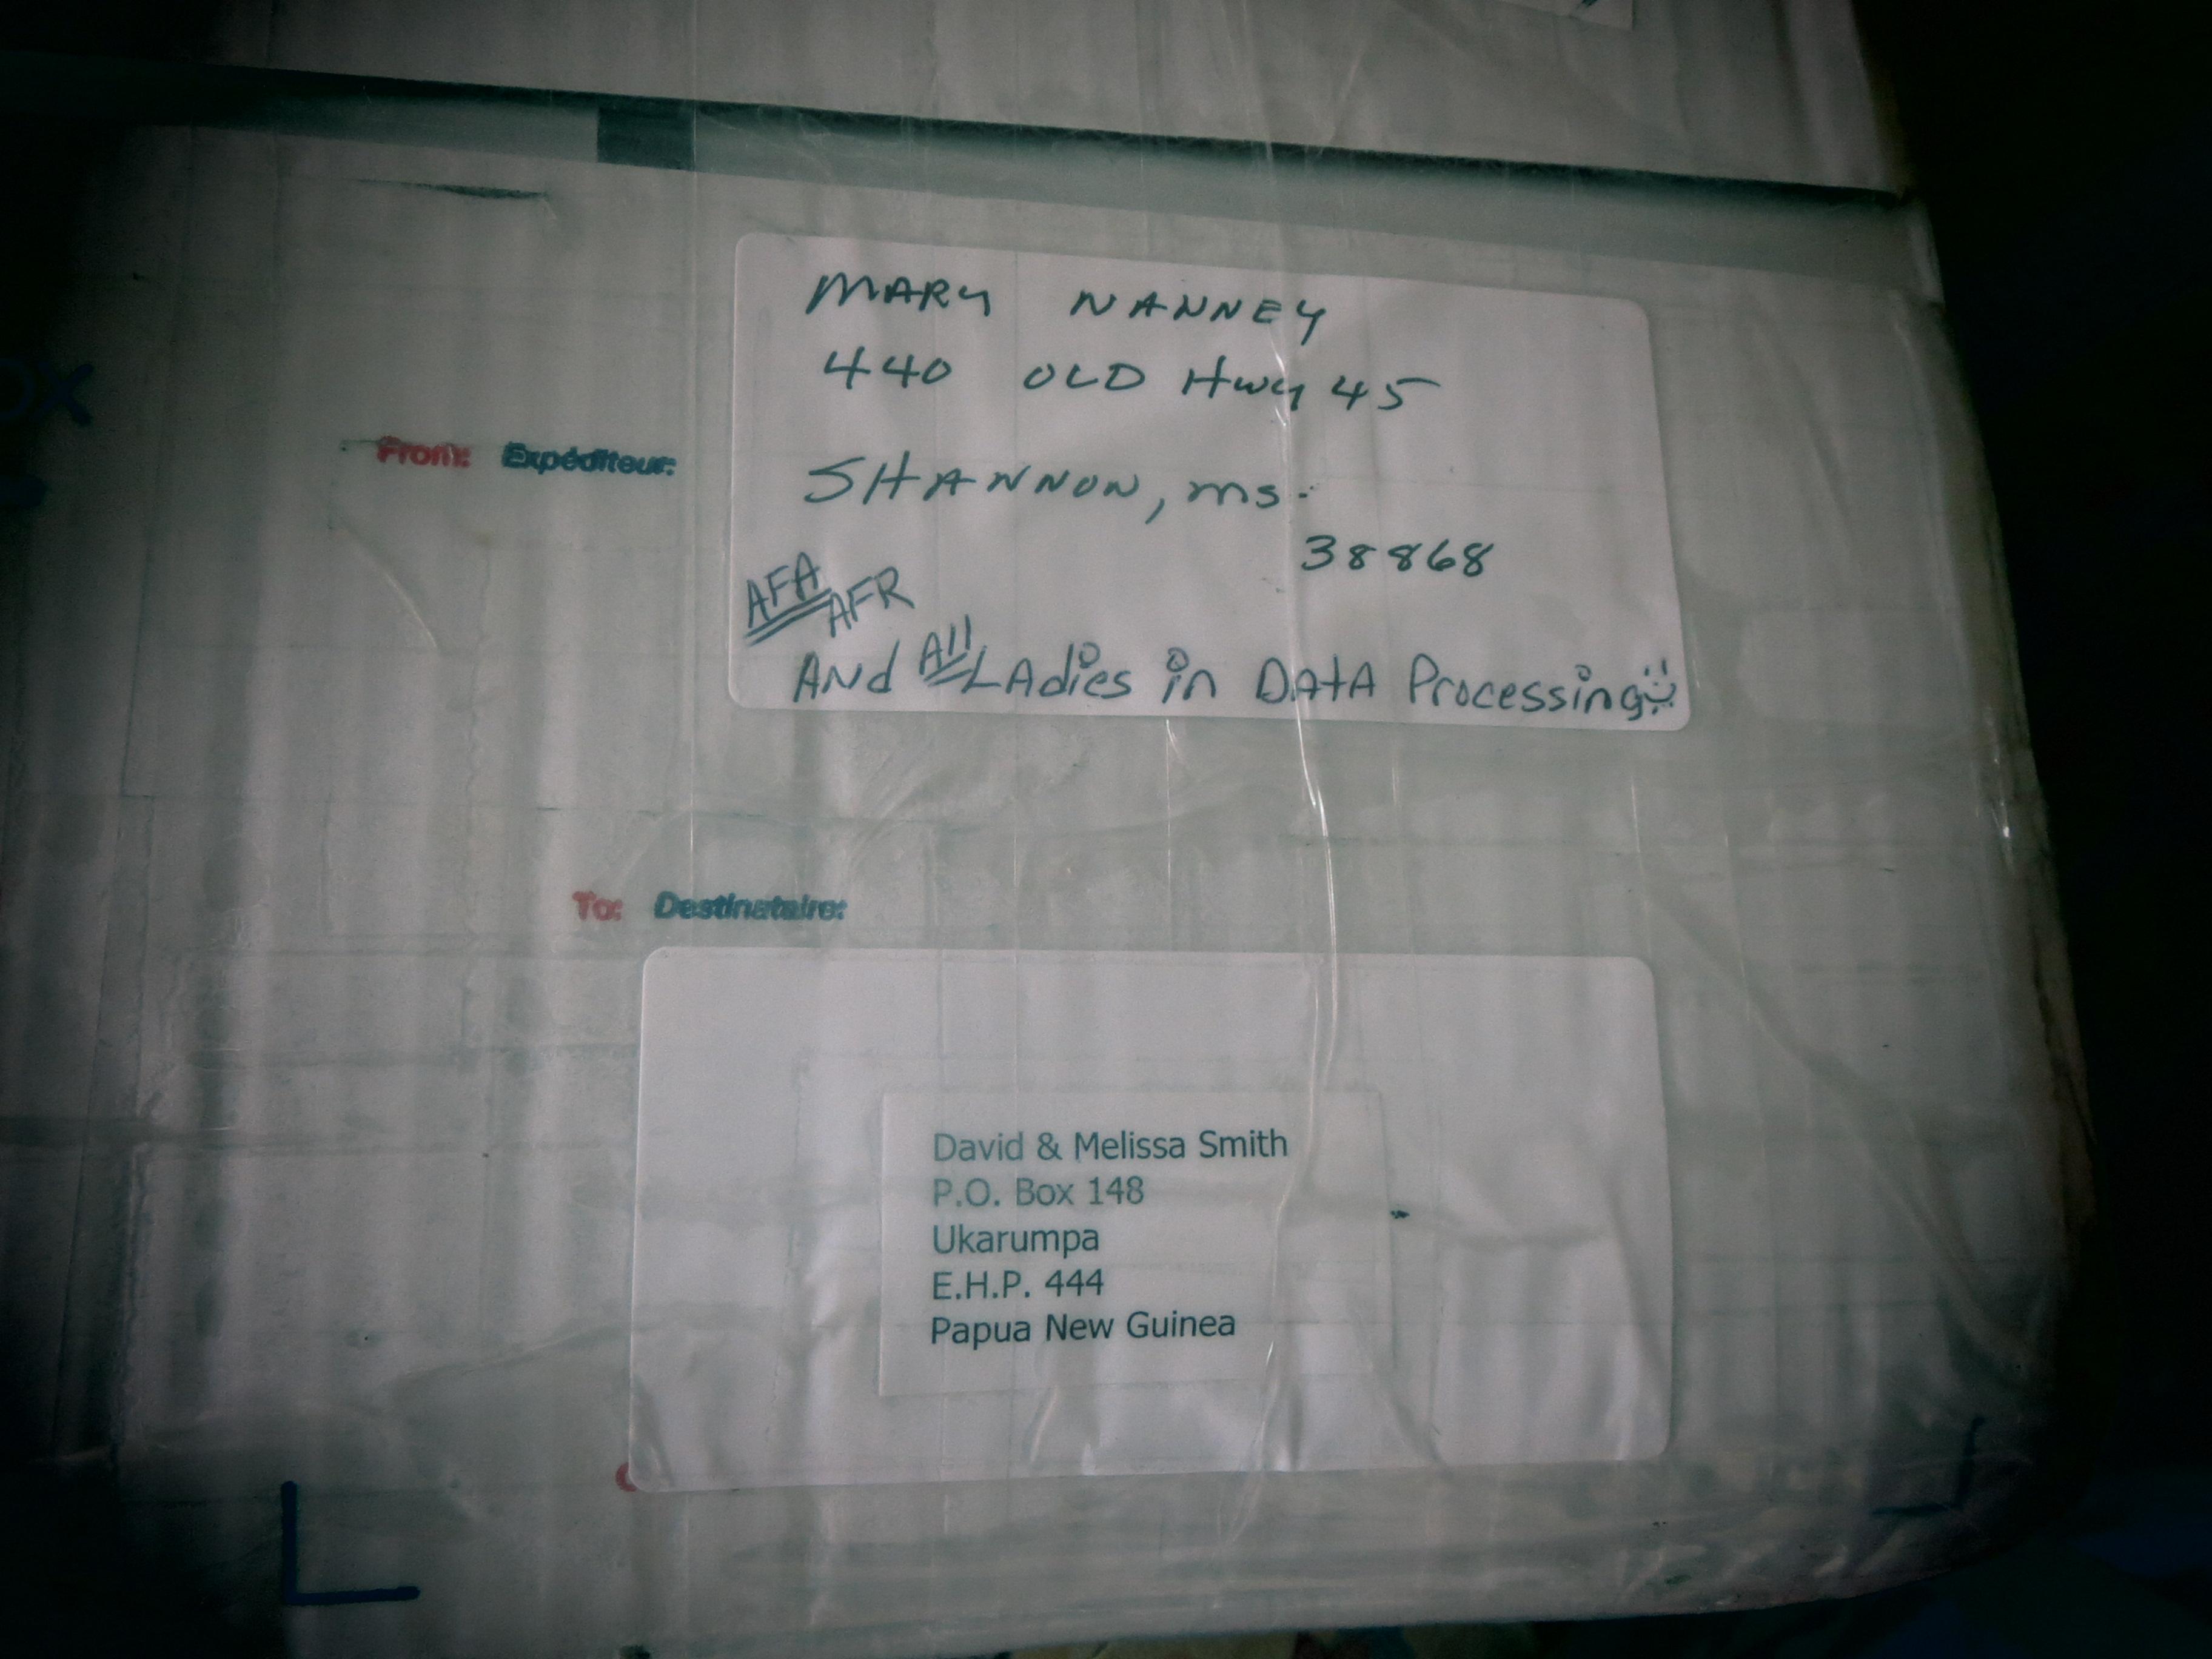 MARY NANNEY
440 OLD Hwy 45
From: Expéditeur:
SHANNON, ms.
38868
AFA
AFR
ANd All LAdies in DAtA Processing
To: Destinataire:
David & Melissa Smith
P.O. Box 148
Ukarumpa
E.H.P. 444
Papua New Guinea